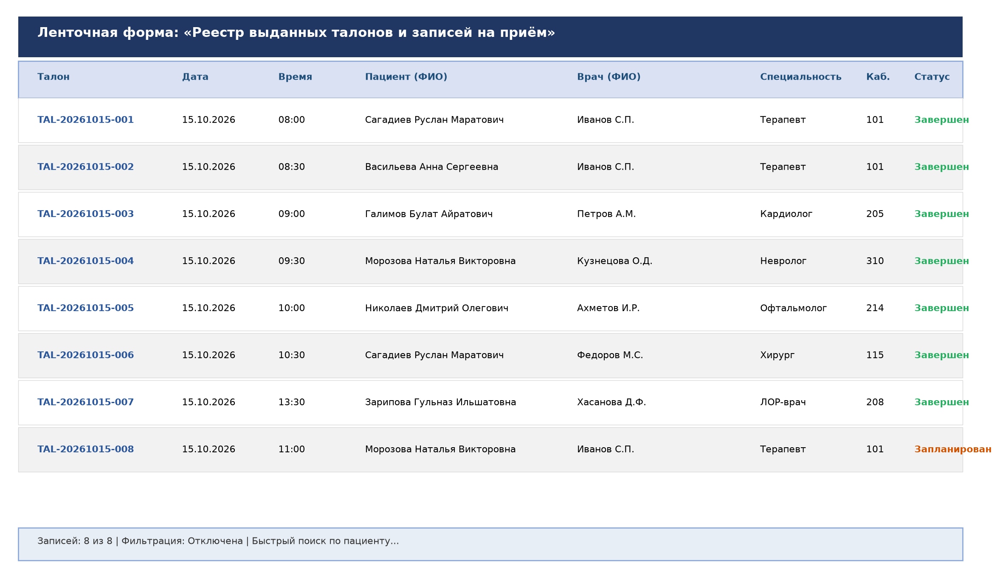 Ленточная форма: «Реестр выданных талонов и записей на приём»
Талон Дата Время Пациент (ФИО) Врач (ФИО) Специальность Каб. Статус
TAL-20261015-001 15.10.2026 08:00 Сагадиев Руслан Маратович Иванов С.П. Терапевт 101 Завершен
TAL-20261015-002 15.10.2026 08:30 Васильева Анна Сергеевна Иванов С.П. Терапевт 101 Завершен
TAL-20261015-003 15.10.2026 09:00 Галимов Булат Айратович Петров А.М. Кардиолог 205 Завершен
TAL-20261015-004 15.10.2026 09:30 Морозова Наталья Викторовна Кузнецова О.Д. Невролог 310 Завершен
TAL-20261015-005 15.10.2026 10:00 Николаев Дмитрий Олегович Ахметов И.Р. Офтальмолог 214 Завершен
TAL-20261015-006 15.10.2026 10:30 Сагадиев Руслан Маратович Федоров М.С. Хирург 115 Завершен
TAL-20261015-007 15.10.2026 13:30 Зарипова Гульназ Ильшатовна Хасанова Д.Ф. ЛОР-врач 208 Завершен
TAL-20261015-008 15.10.2026 11:00 Морозова Наталья Викторовна Иванов С.П. Терапевт 101 Запланирован
Записей: 8 из 8 | Фильтрация: Отключена | Быстрый поиск по пациенту...